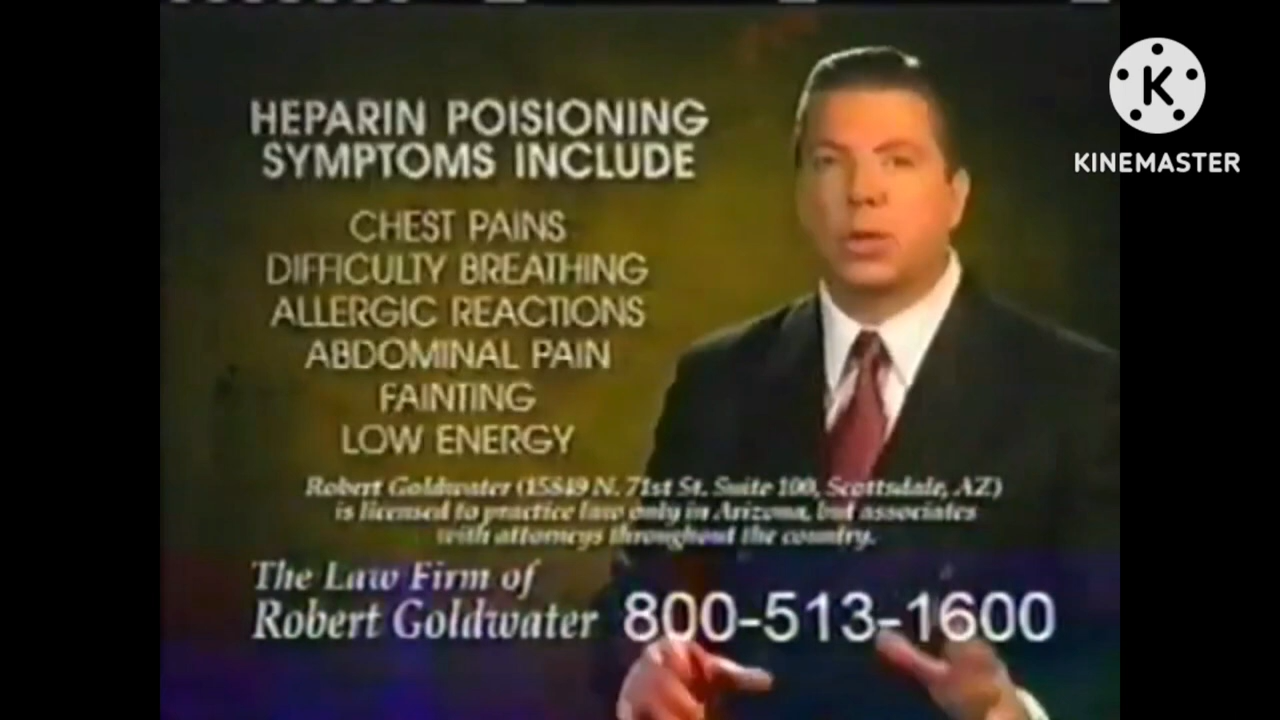 HEPARIN POISIONING
SYMPTOMS INCLUDE
CHEST PAINS
DIFFICULTY BREATHING
ALLERGIC REACTIONS
ABDOMINAL PAIN
FAINTING
LOW ENERGY
Robert Goldwater (15849 N. 71st St. Suite 100, Scottsdale, AZ)
is licensed to practice law only in Arizona, but associates
with attorneys throughout the country.
The Law Firm of
Robert Goldwater 800-513-1600
K
KINEMASTER